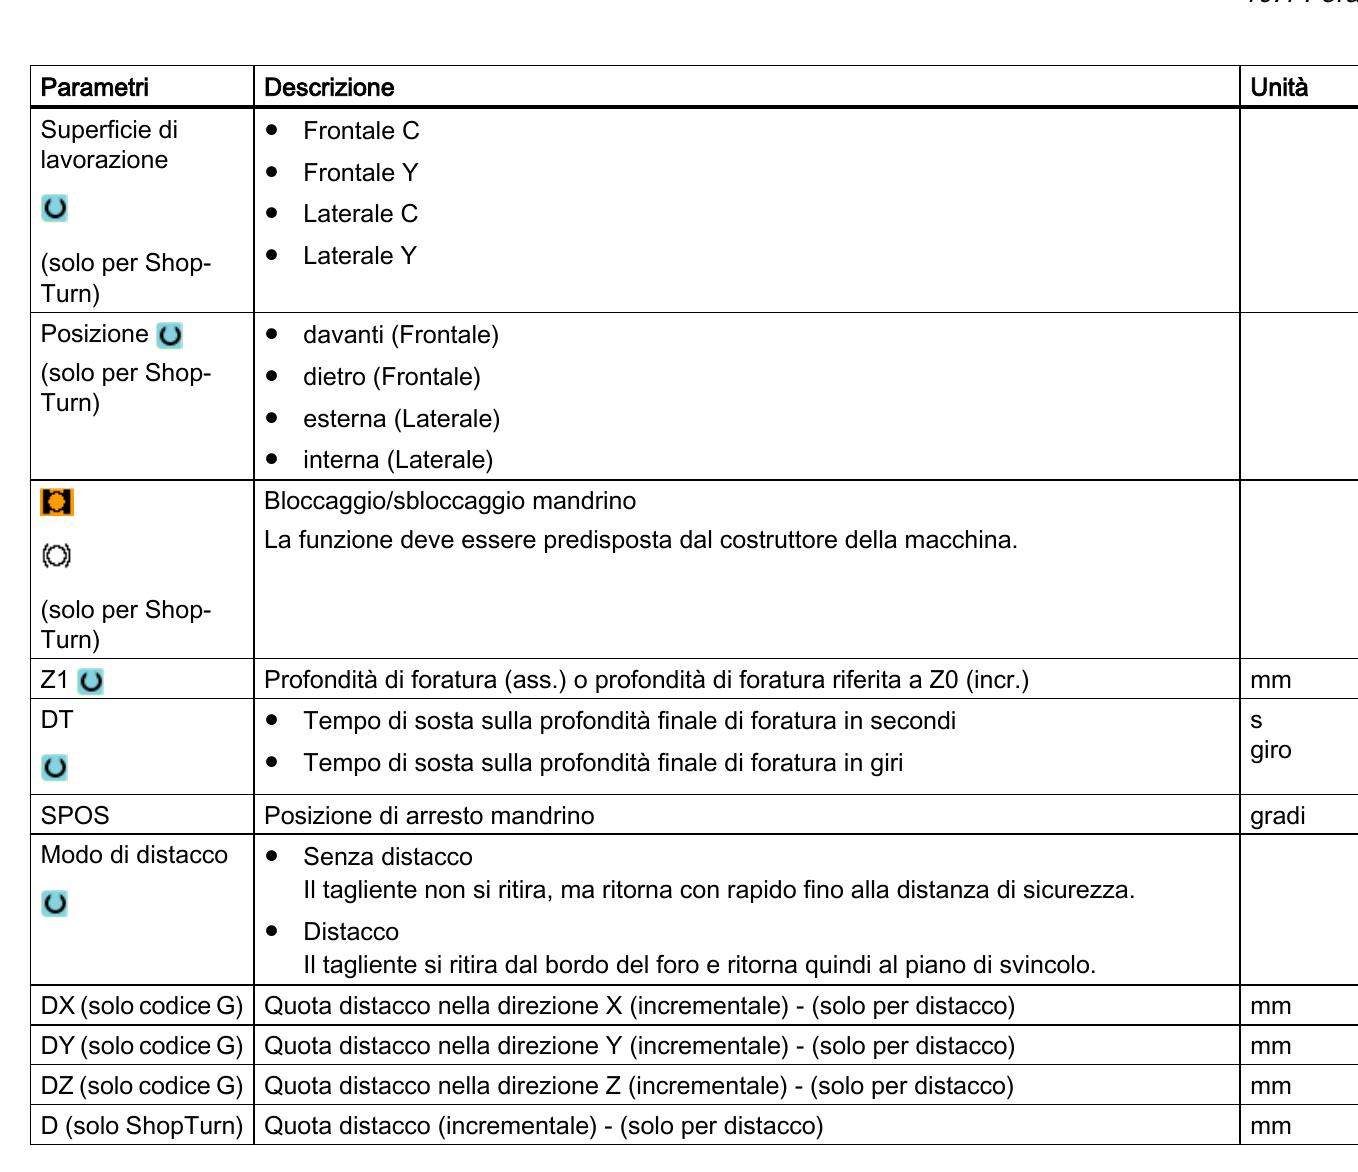 Parametri Descrizione Unità
Superficie di
lavorazione
(solo per Shop-
Turn)
● Frontale C
● Frontale Y
● Laterale C
● Laterale Y
Posizione
(solo per Shop-
Turn)
● davanti (Frontale)
● dietro (Frontale)
● esterna (Laterale)
● interna (Laterale)
(solo per Shop-
Turn)
Bloccaggio/sbloccaggio mandrino
La funzione deve essere predisposta dal costruttore della macchina.
Z1 Profondità di foratura (ass.) o profondità di foratura riferita a Z0 (incr.) mm
DT
● Tempo di sosta sulla profondità finale di foratura in secondi
● Tempo di sosta sulla profondità finale di foratura in giri
s
giro
SPOS Posizione di arresto mandrino gradi
Modo di distacco
● Senza distacco
Il tagliente non si ritira, ma ritorna con rapido fino alla distanza di sicurezza.
● Distacco
Il tagliente si ritira dal bordo del foro e ritorna quindi al piano di svincolo.
DX (solo codice G) Quota distacco nella direzione X (incrementale) - (solo per distacco) mm
DY (solo codice G) Quota distacco nella direzione Y (incrementale) - (solo per distacco) mm
DZ (solo codice G) Quota distacco nella direzione Z (incrementale) - (solo per distacco) mm
D (solo ShopTurn) Quota distacco (incrementale) - (solo per distacco) mm